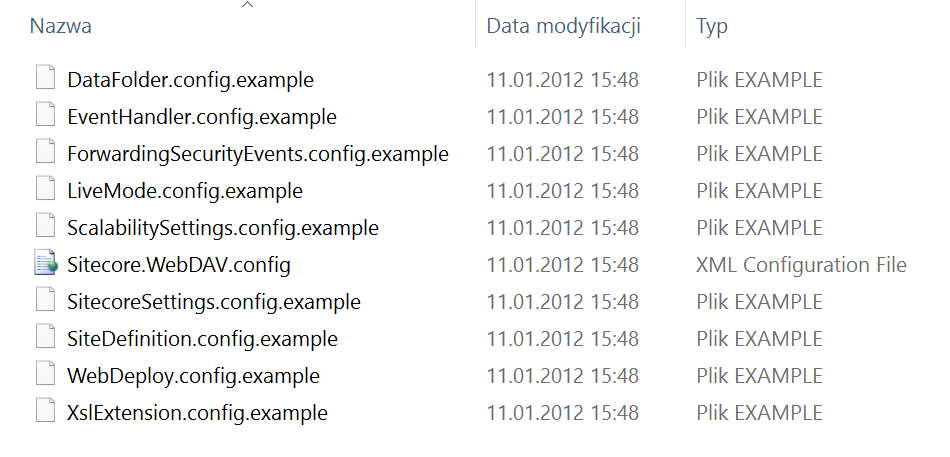 Nazwa Data modyfikacji Typ
DataFolder.config.example 11.01.2012 15:48 Plik EXAMPLE
EventHandler.config.example 11.01.2012 15:48 Plik EXAMPLE
ForwardingSecurityEvents.config.example 11.01.2012 15:48 Plik EXAMPLE
LiveMode.config.example 11.01.2012 15:48 Plik EXAMPLE
ScalabilitySettings.config.example 11.01.2012 15:48 Plik EXAMPLE
Sitecore.WebDAV.config 11.01.2012 15:48 XML Configuration File
SitecoreSettings.config.example 11.01.2012 15:48 Plik EXAMPLE
SiteDefinition.config.example 11.01.2012 15:48 Plik EXAMPLE
WebDeploy.config.example 11.01.2012 15:48 Plik EXAMPLE
XslExtension.config.example 11.01.2012 15:48 Plik EXAMPLE